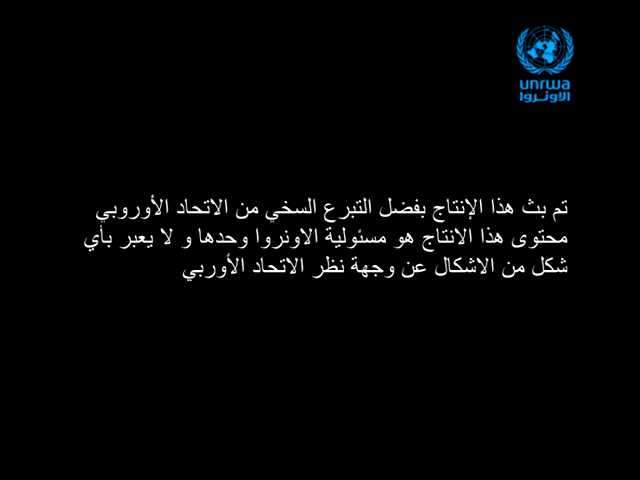 unrwa
الاونروا
تم بث هذا الإنتاج بفضل التبرع السخي من الاتحاد الأوروبي
محتوى هذا الانتاج هو مسئولية الاونروا وحدها و لا يعبر بأي
شكل من الاشكال عن وجهة نظر الاتحاد الأوربي